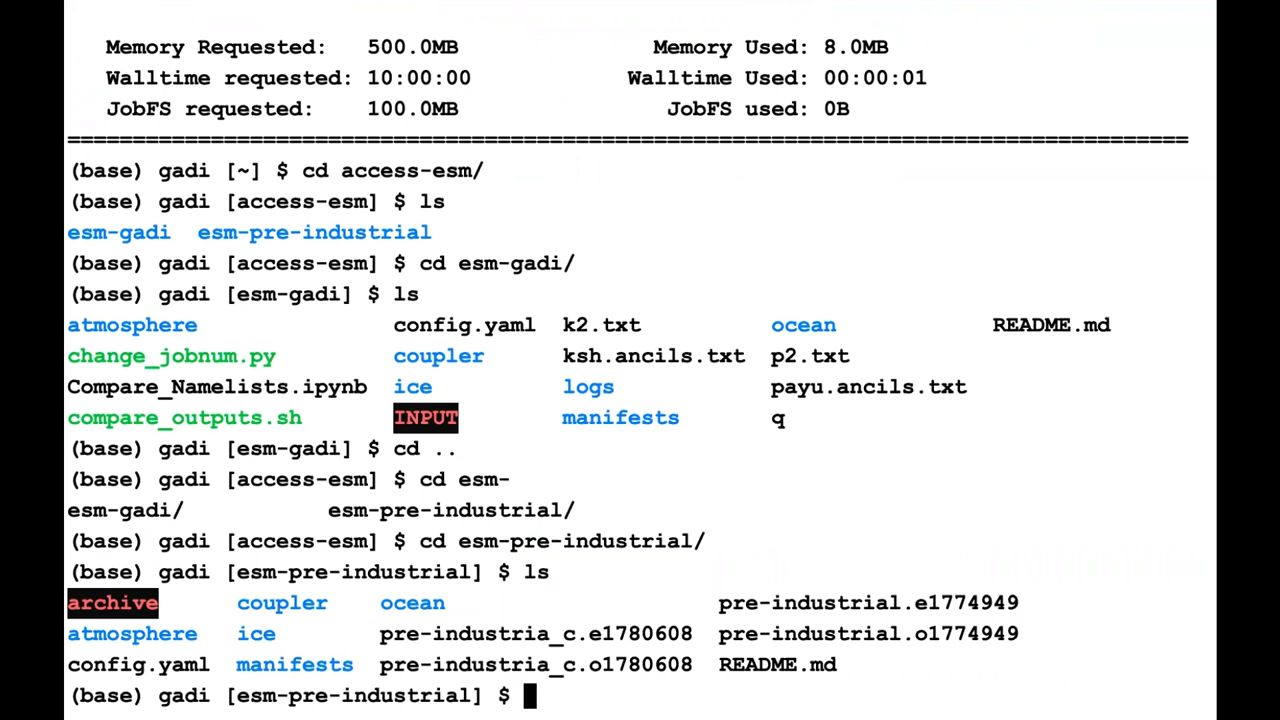 Memory Requested:   500.0MB               Memory Used: 8.0MB
Walltime requested: 10:00:00            Walltime Used: 00:00:01
JobFS requested:    100.0MB                JobFS used: 0B
======================================================================================
(base) gadi [~] $ cd access-esm/
(base) gadi [access-esm] $ ls
esm-gadi  esm-pre-industrial
(base) gadi [access-esm] $ cd esm-gadi/
(base) gadi [esm-gadi] $ ls
atmosphere               config.yaml  k2.txt          ocean            README.md
change_jobnum.py         coupler      ksh.ancils.txt  p2.txt
Compare_Namelists.ipynb  ice          logs            payu.ancils.txt
compare_outputs.sh       INPUT        manifests       q
(base) gadi [esm-gadi] $ cd ..
(base) gadi [access-esm] $ cd esm-
esm-gadi/           esm-pre-industrial/
(base) gadi [access-esm] $ cd esm-pre-industrial/
(base) gadi [esm-pre-industrial] $ ls
archive      coupler    ocean                     pre-industrial.e1774949
atmosphere   ice        pre-industria_c.e1780608  pre-industrial.o1774949
config.yaml  manifests  pre-industria_c.o1780608  README.md
(base) gadi [esm-pre-industrial] $